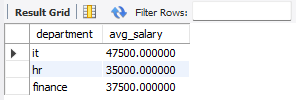 Result Grid Filter Rows:
department avg_salary
it 47500.000000
hr 35000.000000
finance 37500.000000